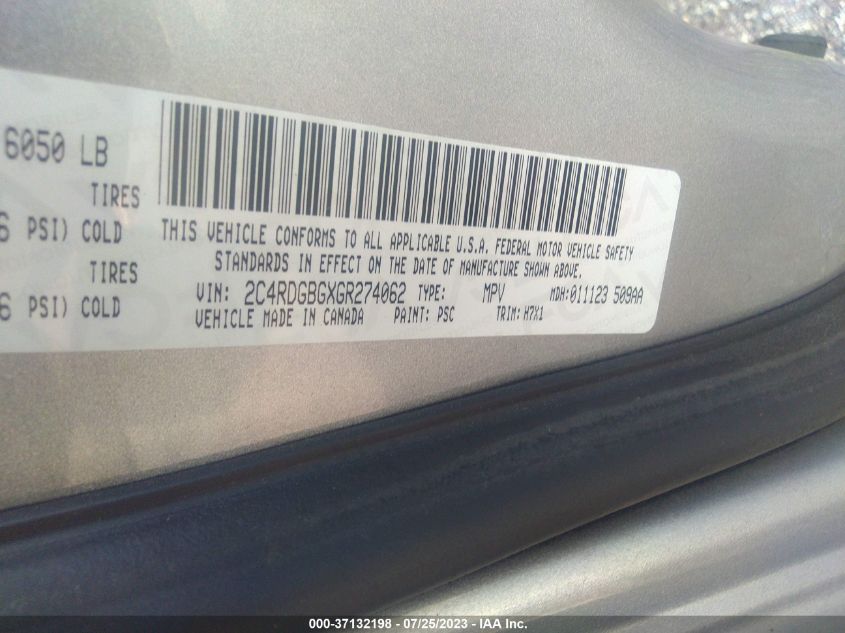 6050 LB
TIRES
6 PSI) COLD
TIRES
6 PSI) COLD
THIS VEHICLE CONFORMS TO ALL APPLICABLE U.S.A. FEDERAL MOTOR VEHICLE SAFETY
STANDARDS IN EFFECT ON THE DATE OF MANUFACTURE SHOWN ABOVE.
VIN: 2C4RDGBGXGR274062 TYPE: MPV MDH:011123 509AA
VEHICLE MADE IN CANADA PAINT: PSC TRIM: H7X1
000-37132198 - 07/25/2023 - IAA Inc.